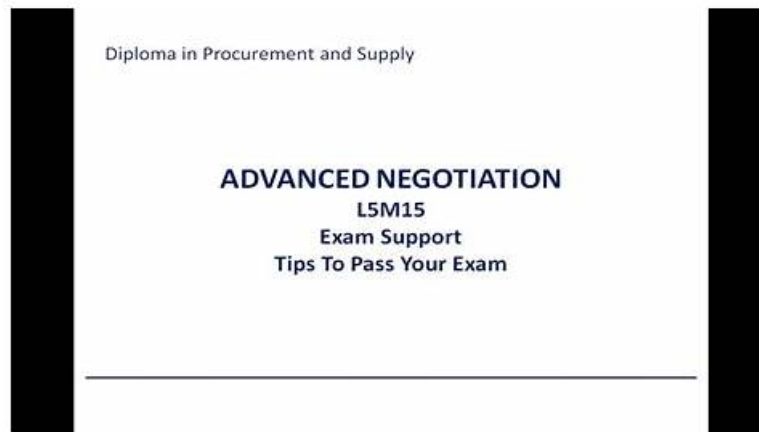 Diploma in Procurement and Supply
ADVANCED NEGOTIATION
L5M15
Exam Support
Tips To Pass Your Exam